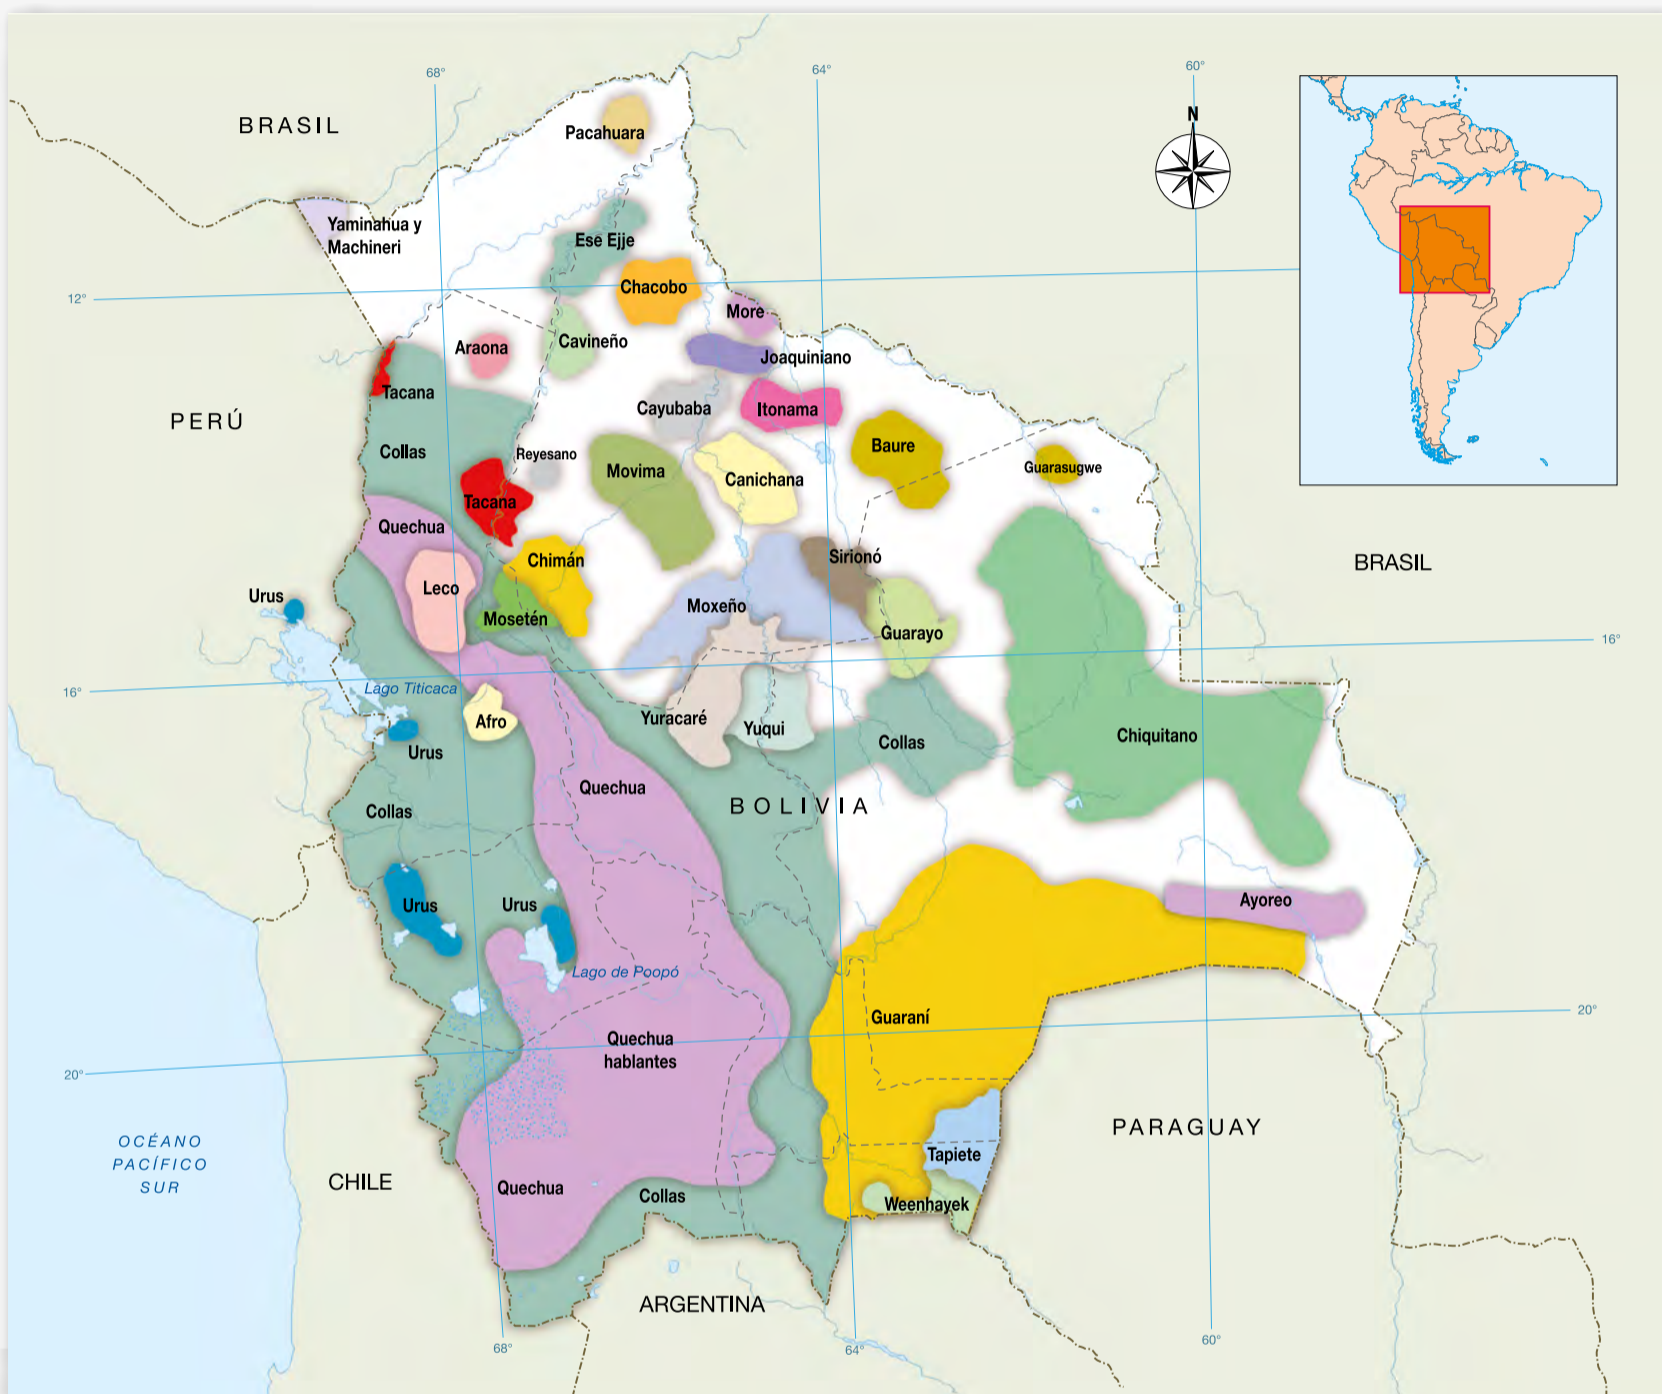 68°
64°
60°
N
BRASIL
Pacahuara
Yaminahua y
Machineri
Ese Ejje
Chacobo
12°
More
Cavineño
Araona
Joaquiniano
Tacana
Cayubaba
Itonama
PERÚ
Collas
Reyesano
Movima
Baure
Guarasugwe
Canichana
Tacana
Quechua
Chimán
Sirionó
BRASIL
Leco
Urus
Moxeño
Mosetén
Guarayo
16°
16°
Lago Titicaca
Afro
Yuracaré
Yuqui
Collas
Chiquitano
Urus
Quechua
BOLIVIA
Collas
Urus
Urus
Ayoreo
Lago de Poopó
Guaraní
20°
Quechua
hablantes
20°
OCÉANO
PACÍFICO
SUR
PARAGUAY
Tapiete
CHILE
Quechua
Collas
Weenhayek
ARGENTINA
68°
64°
60°